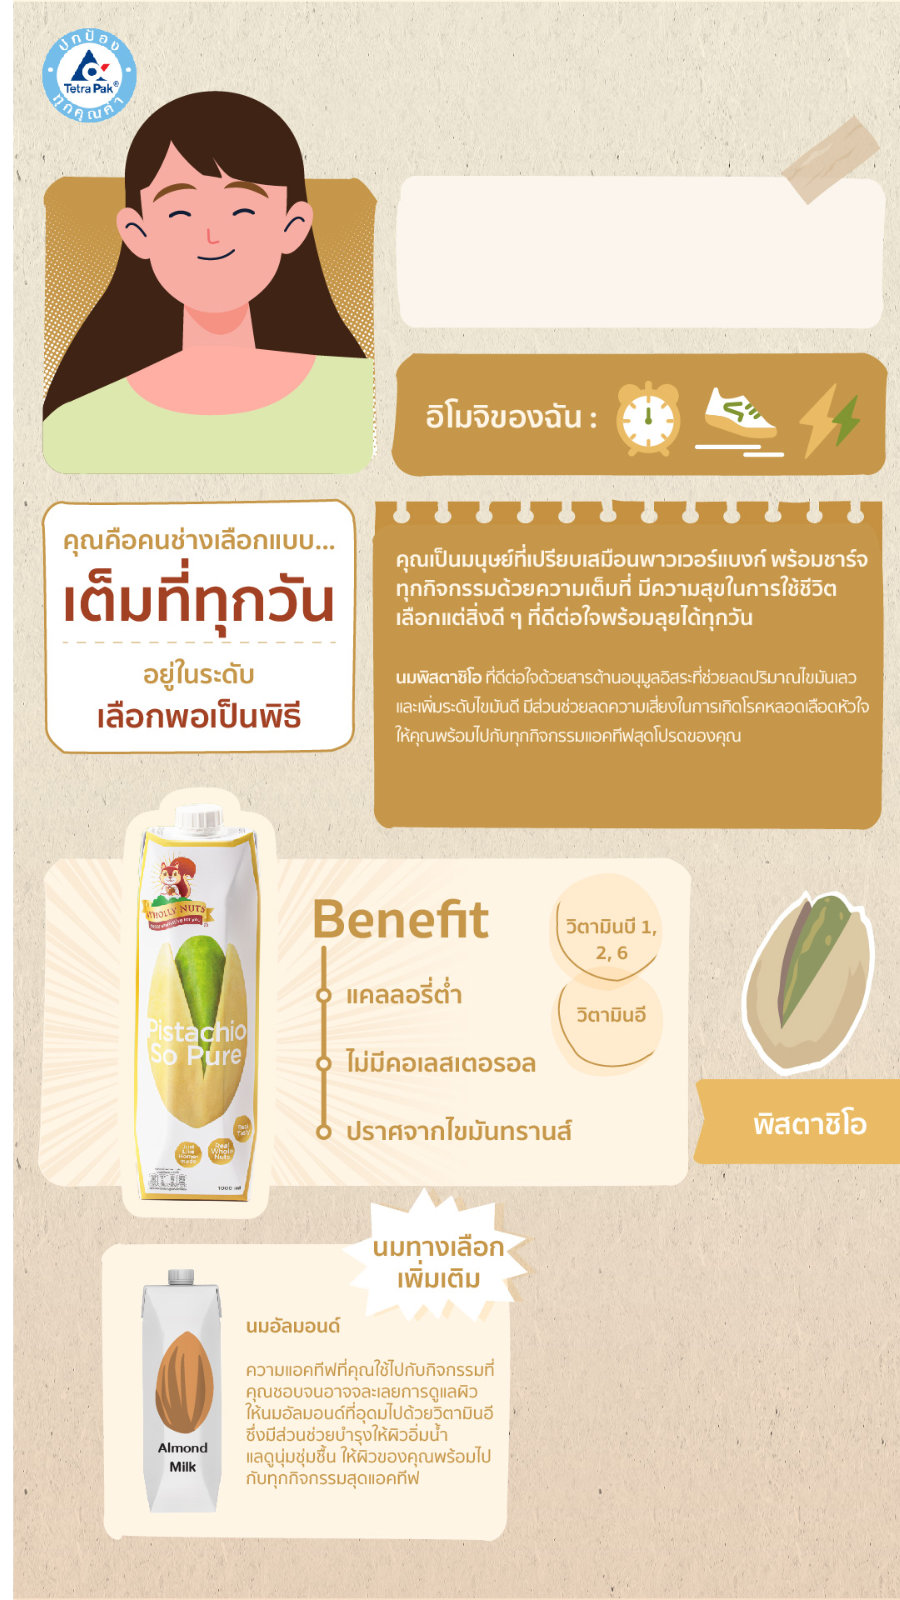 ปกป้อง
Tetra Pak®
ทุกคุณค่า
อิโมจิของฉัน :
คุณคือคนช่างเลือกแบบ...
เต็มที่ทุกวัน
อยู่ในระดับ
เลือกพอเป็นพิธี
คุณเป็นมนุษย์ที่เปรียบเสมือนพาวเวอร์แบงก์ พร้อมชาร์จ
ทุกกิจกรรมด้วยความเต็มที่ มีความสุขในการใช้ชีวิต
เลือกแต่สิ่งดี ๆ ที่ดีต่อใจพร้อมลุยได้ทุกวัน
นมพิสตาชิโอ ที่ดีต่อใจด้วยสารต้านอนุมูลอิสระที่ช่วยลดปริมาณไขมันเลว
และเพิ่มระดับไขมันดี มีส่วนช่วยลดความเสี่ยงในการเกิดโรคหลอดเลือดหัวใจ
ให้คุณพร้อมไปกับทุกกิจกรรมแอคทีฟสุดโปรดของคุณ
WHOLLY NUTS
Pistachio
So Pure
Just
Like
Home
Made
Real
Whole
Nuts
1000 มล
Benefit
แคลลอรี่ต่ำ
ไม่มีคอเลสเตอรอล
ปราศจากไขมันทรานส์
วิตามินบี 1,
2, 6
วิตามินอี
พิสตาชิโอ
นมทางเลือก
เพิ่มเติม
Almond
Milk
นมอัลมอนด์
ความแอคทีฟที่คุณใช้ไปกับกิจกรรมที่
คุณชอบจนอาจจละเลยการดูแลผิว
ให้นมอัลมอนด์ที่อุดมไปด้วยวิตามินอี
ซึ่งมีส่วนช่วยบำรุงให้ผิวอิ่มน้ำ
แลดูนุ่มชุ่มชื้น ให้ผิวของคุณพร้อมไป
กับทุกกิจกรรมสุดแอคทีฟ